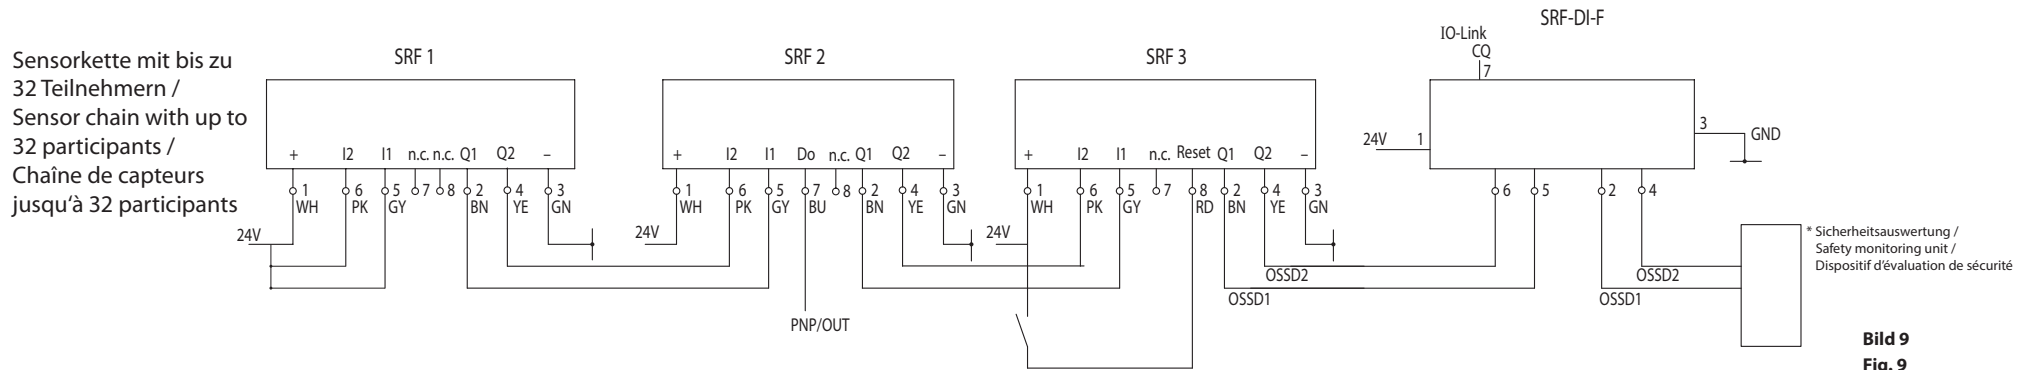 SRF-DI-F
IO-Link
CQ
7
Sensorkette mit bis zu
32 Teilnehmern /
Sensor chain with up to
32 participants /
Chaîne de capteurs
jusqu‘à 32 participants
SRF 1
+ I2 I1 n.c. n.c. Q1 Q2 –
1 6 5 7 8 2 4 3
WH PK GY BN YE GN
24V
SRF 2
+ I2 I1 Do n.c. Q1 Q2 –
1 6 5 7 8 2 4 3
WH PK GY BU BN YE GN
24V
PNP/OUT
SRF 3
+ I2 I1 n.c. Reset Q1 Q2 –
1 6 5 7 8 2 4 3
WH PK GY RD BN YE GN
24V
OSSD2
OSSD1
24V 1
3 GND
6 5 2 4
OSSD2
OSSD1
* Sicherheitsauswertung /
Safety monitoring unit /
Dispositif d’évaluation de sécurité
Bild 9
Fig. 9